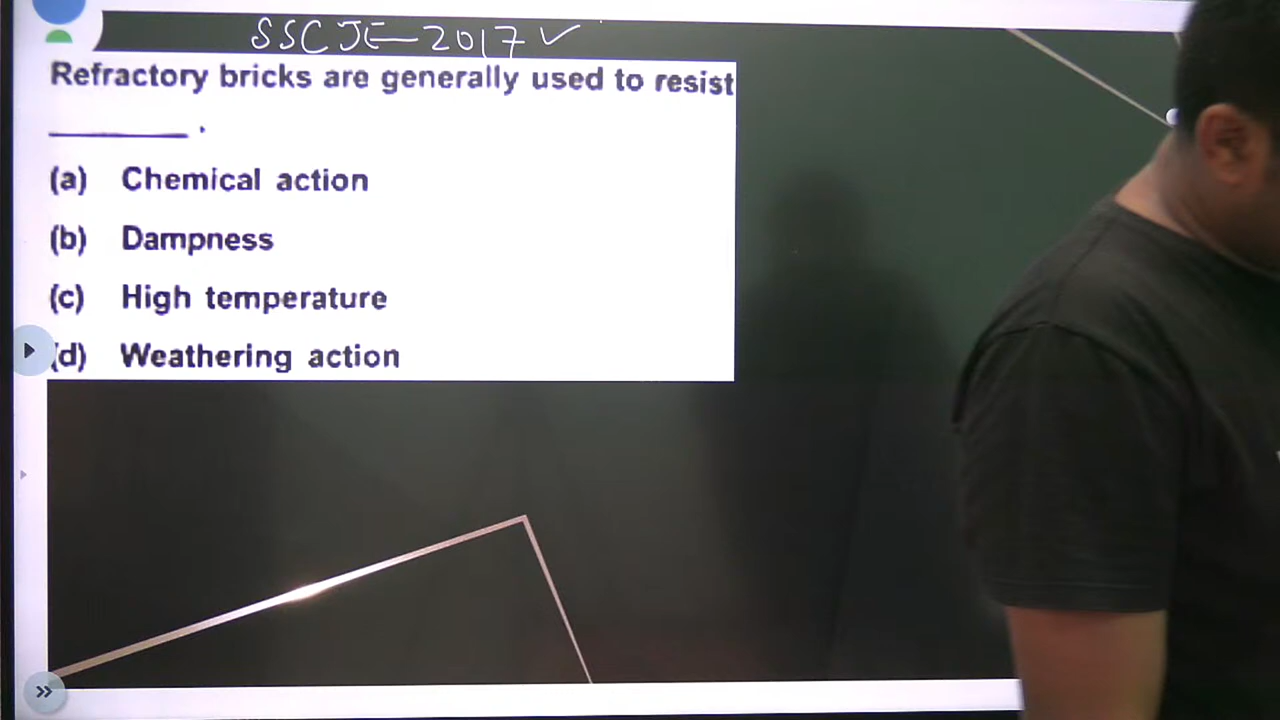 SSC JE-2017 ✓
Refractory bricks are generally used to resist
________ .
(a) Chemical action
(b) Dampness
(c) High temperature
(d) Weathering action